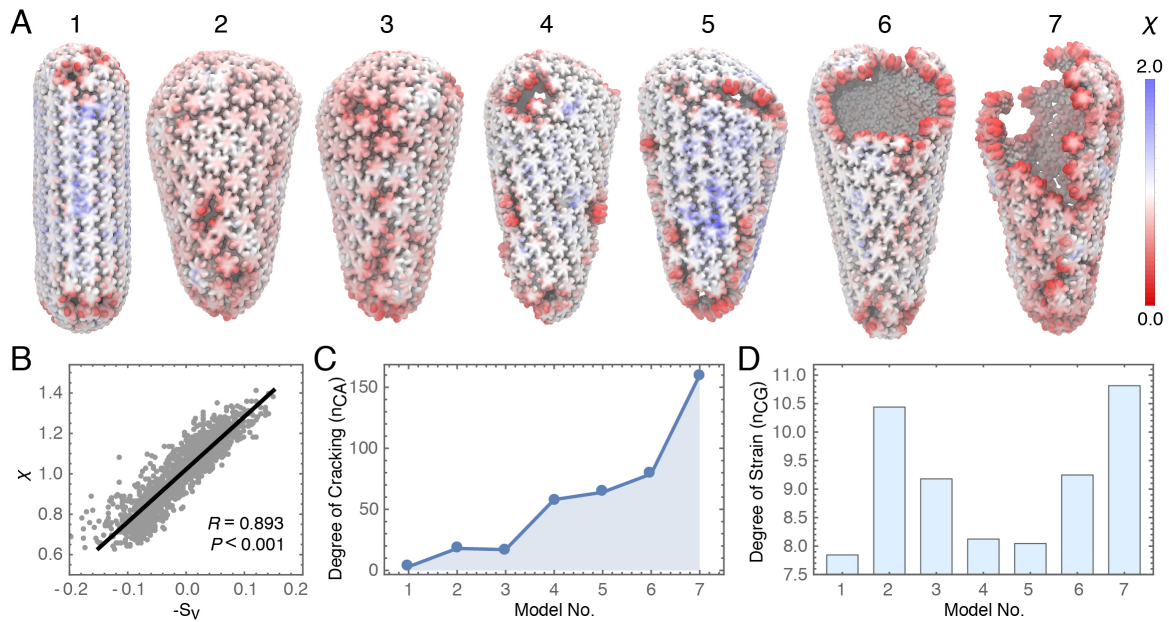 A 1 2 3 4 5 6 7 χ
2.0
0.0
B
χ
1.4
1.2
1.0
0.8
0.6
R = 0.893
P < 0.001
-0.2 -0.1 0.0 0.1 0.2
-SV
C
Degree of Cracking (nCA)
150
100
50
0
1 2 3 4 5 6 7
Model No.
D
Degree of Strain (nCG)
11.0
10.5
10.0
9.5
9.0
8.5
8.0
7.5
1 2 3 4 5 6 7
Model No.